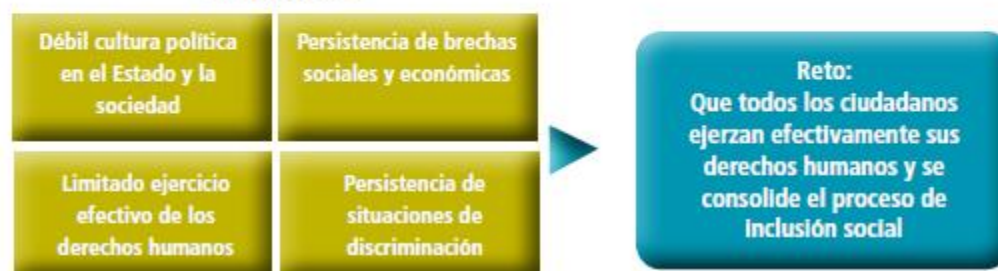 Débil cultura política
en el Estado y la
sociedad
Persistencia de brechas
sociales y económicas
Limitado ejercicio
efectivo de los
derechos humanos
Persistencia de
situaciones de
discriminación
Reto:
Que todos los ciudadanos
ejerzan efectivamente sus
derechos humanos y se
consolide el proceso de
inclusión social